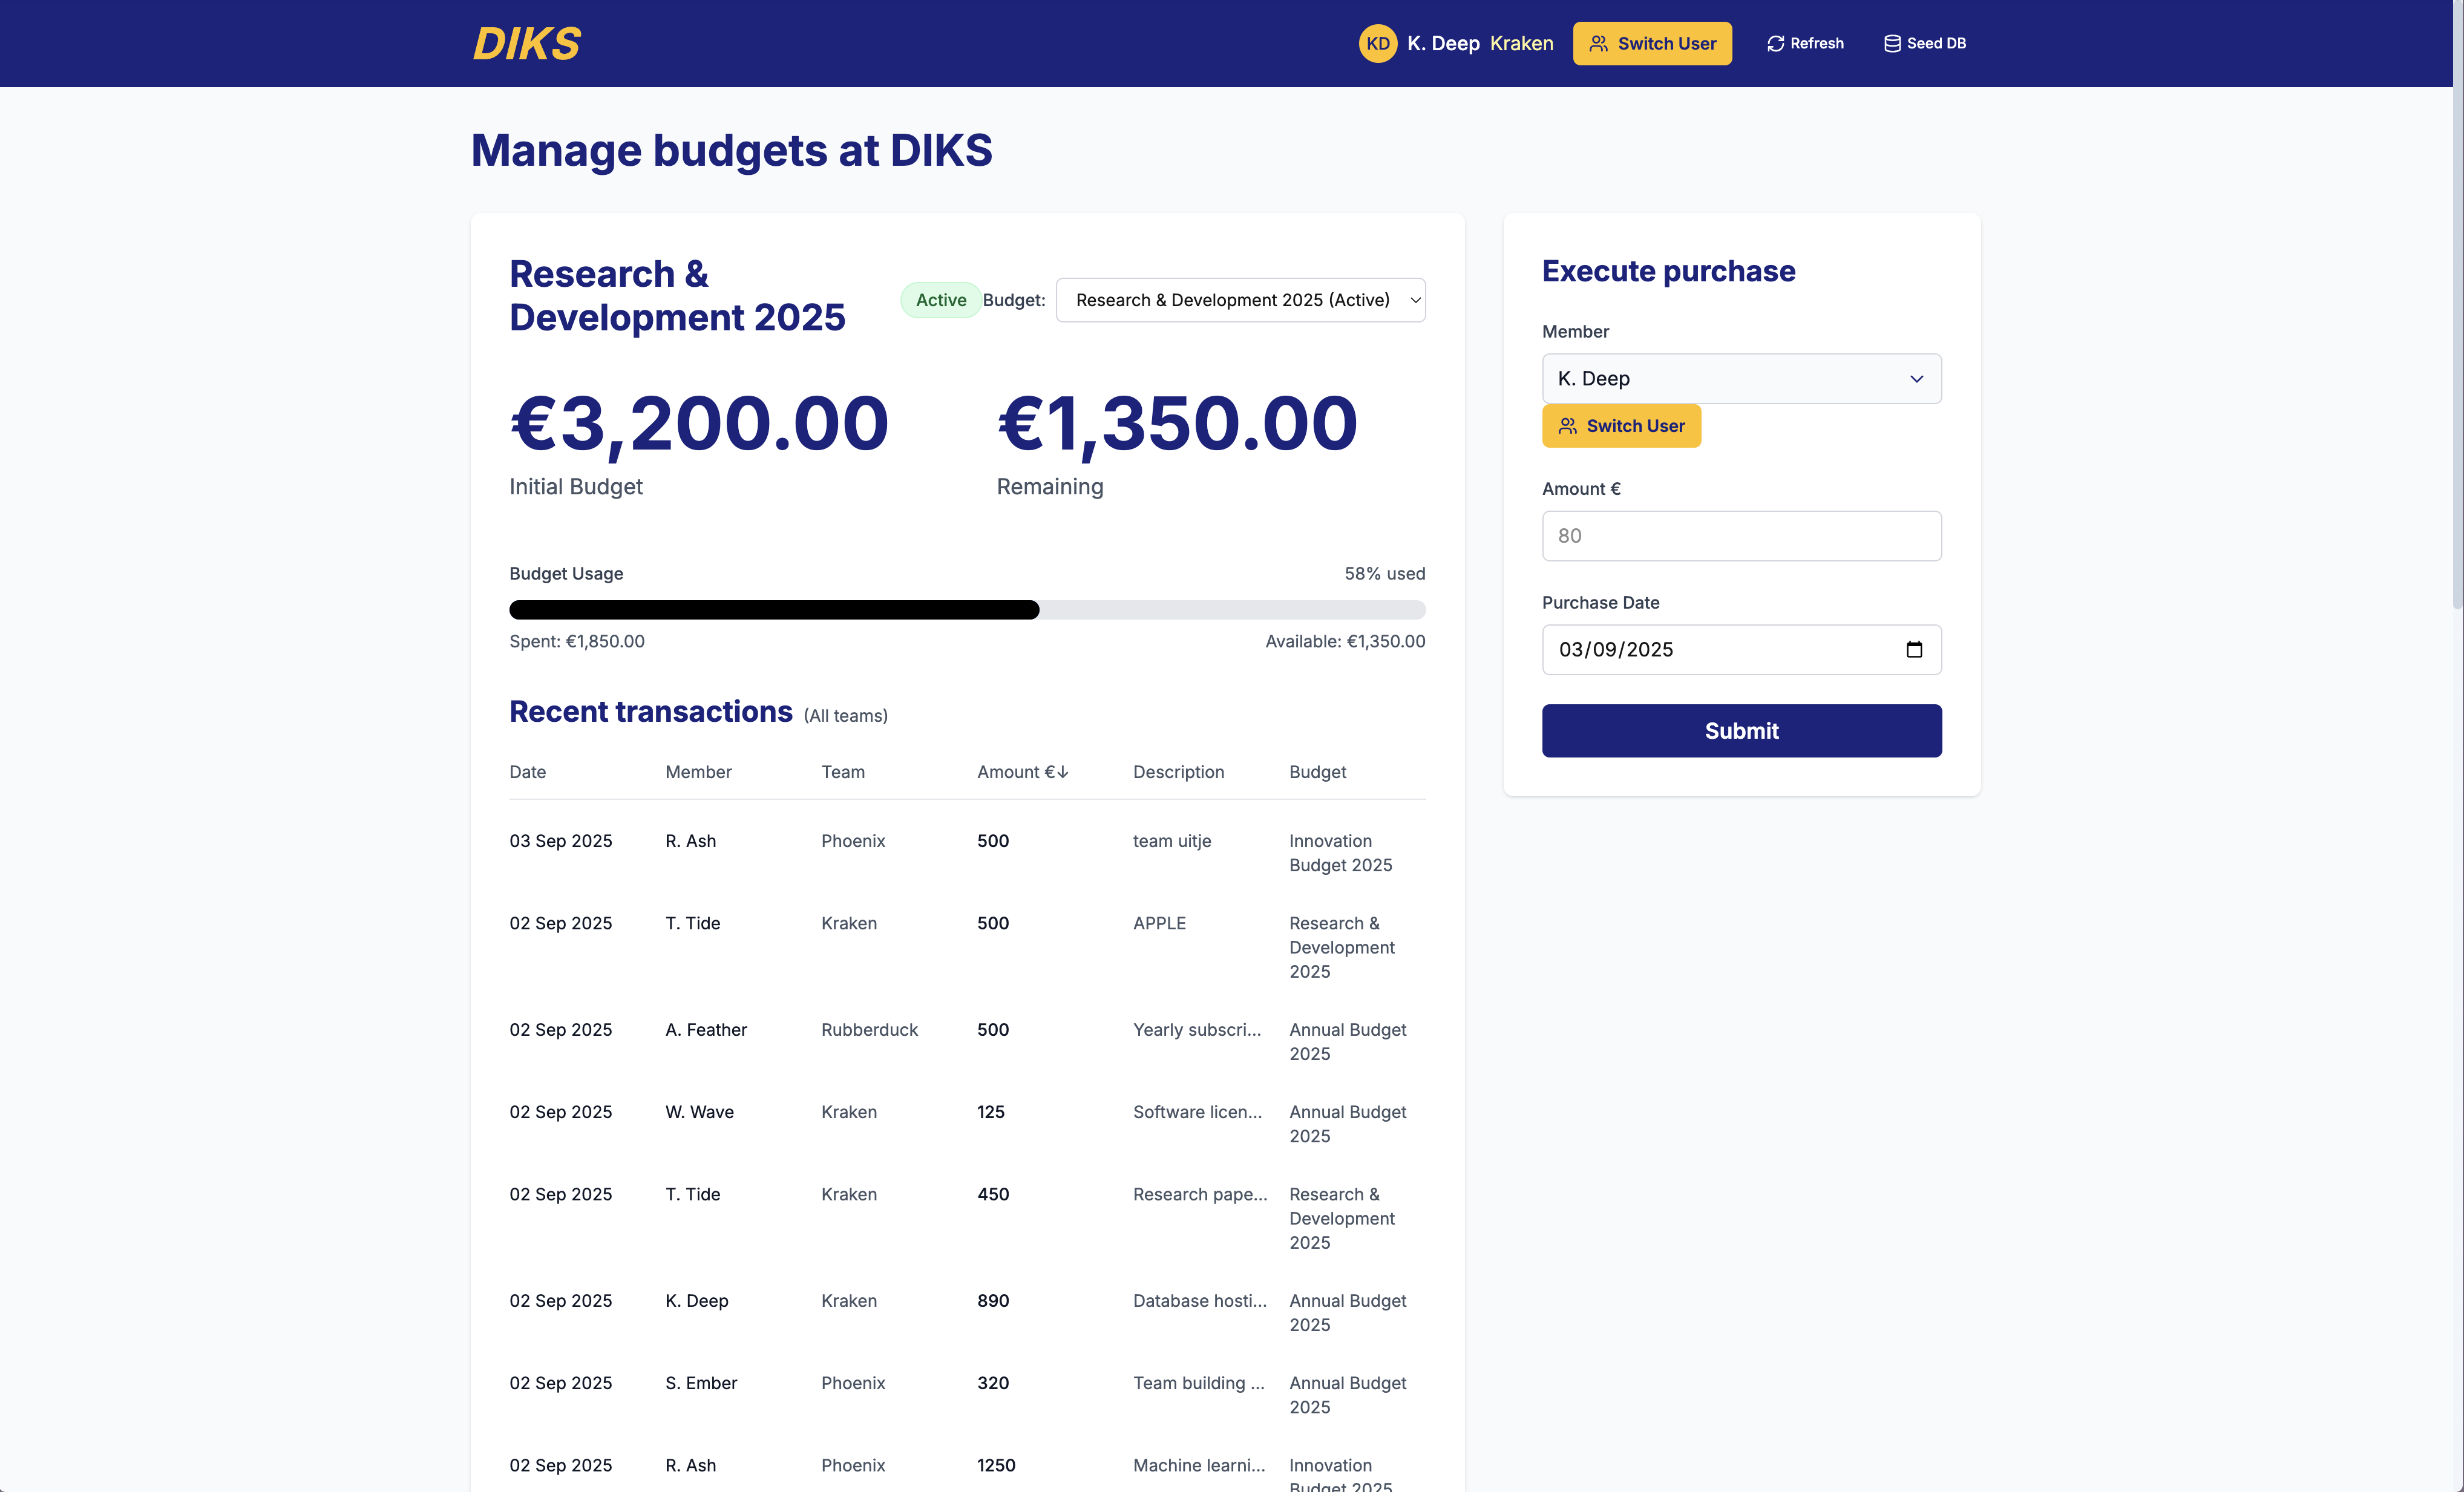 DIKS
KD K. Deep Kraken Switch User Refresh Seed DB
Manage budgets at DIKS
Research &
Development 2025
Active Budget: Research & Development 2025 (Active)
€3,200.00 €1,350.00
Initial Budget Remaining
Budget Usage 58% used
Spent: €1,850.00 Available: €1,350.00
Recent transactions (All teams)
Date Member Team Amount €↓ Description Budget
03 Sep 2025 R. Ash Phoenix 500 team uitje Innovation
Budget 2025
02 Sep 2025 T. Tide Kraken 500 APPLE Research &
Development
2025
02 Sep 2025 A. Feather Rubberduck 500 Yearly subscri... Annual Budget
2025
02 Sep 2025 W. Wave Kraken 125 Software licen... Annual Budget
2025
02 Sep 2025 T. Tide Kraken 450 Research pape... Research &
Development
2025
02 Sep 2025 K. Deep Kraken 890 Database hosti... Annual Budget
2025
02 Sep 2025 S. Ember Phoenix 320 Team building ... Annual Budget
2025
02 Sep 2025 R. Ash Phoenix 1250 Machine learni... Innovation
Budget 2025
Execute purchase
Member
K. Deep
Switch User
Amount €
80
Purchase Date
03/09/2025
Submit